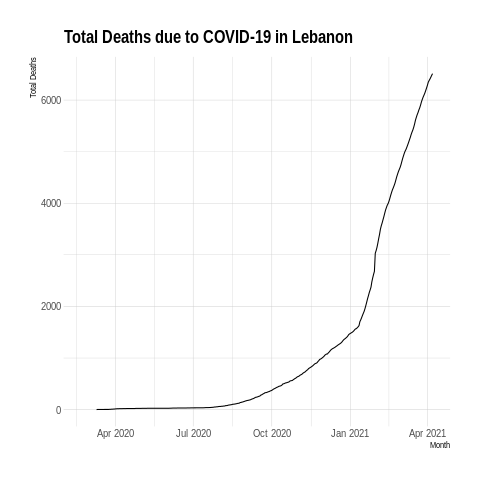 Total Deaths due to COVID-19 in Lebanon
Total Deaths
6000
4000
2000
0
Apr 2020 Jul 2020 Oct 2020 Jan 2021 Apr 2021
Month